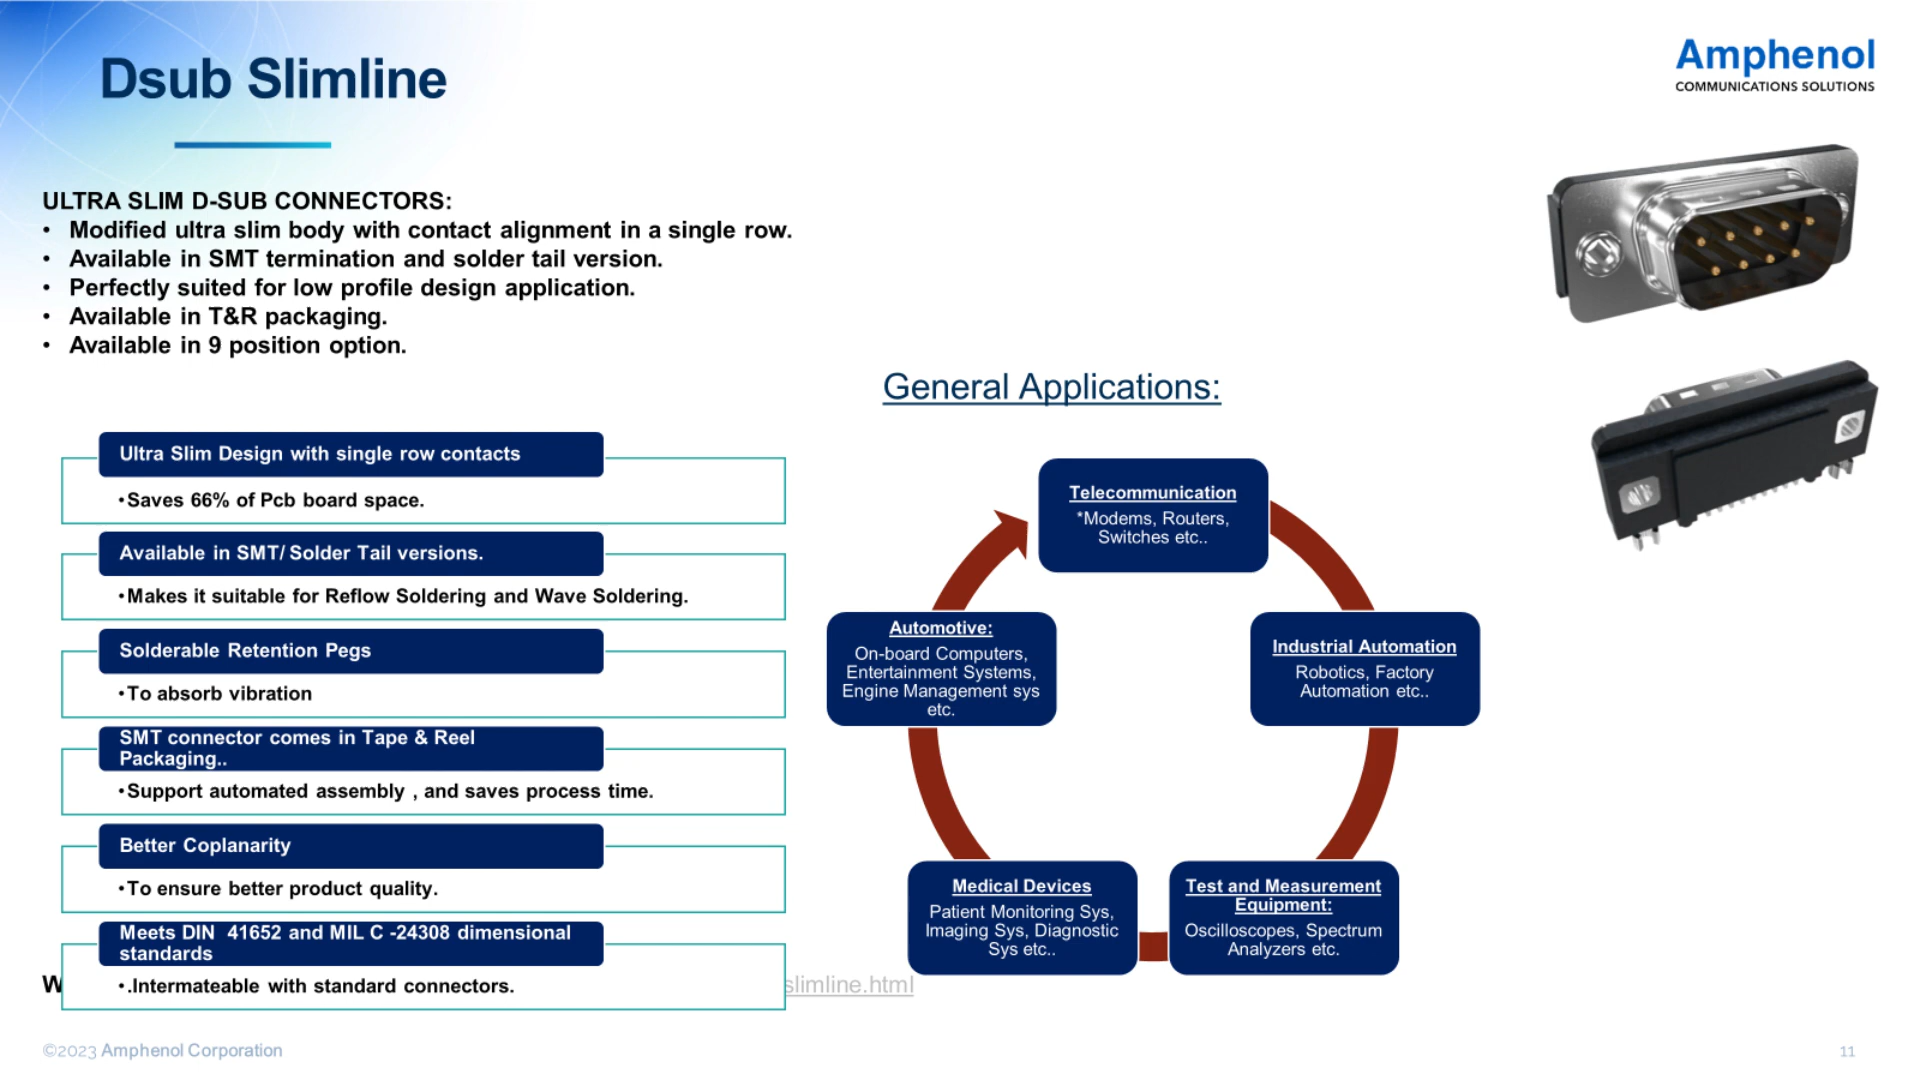 Dsub Slimline
Amphenol
COMMUNICATIONS SOLUTIONS
ULTRA SLIM D-SUB CONNECTORS:
• Modified ultra slim body with contact alignment in a single row.
• Available in SMT termination and solder tail version.
• Perfectly suited for low profile design application.
• Available in T&R packaging.
• Available in 9 position option.
General Applications:
Ultra Slim Design with single row contacts
•Saves 66% of Pcb board space.
Available in SMT/ Solder Tail versions.
•Makes it suitable for Reflow Soldering and Wave Soldering.
Solderable Retention Pegs
•To absorb vibration
SMT connector comes in Tape & Reel
Packaging..
•Support automated assembly , and saves process time.
Better Coplanarity
•To ensure better product quality.
Meets DIN 41652 and MIL C -24308 dimensional
standards
•.Intermateable with standard connectors.
slimline.html
Telecommunication
*Modems, Routers,
Switches etc..
Industrial Automation
Robotics, Factory
Automation etc..
Test and Measurement
Equipment:
Oscilloscopes, Spectrum
Analyzers etc.
Medical Devices
Patient Monitoring Sys,
Imaging Sys, Diagnostic
Sys etc..
Automotive:
On-board Computers,
Entertainment Systems,
Engine Management sys
etc.
©2023 Amphenol Corporation
11